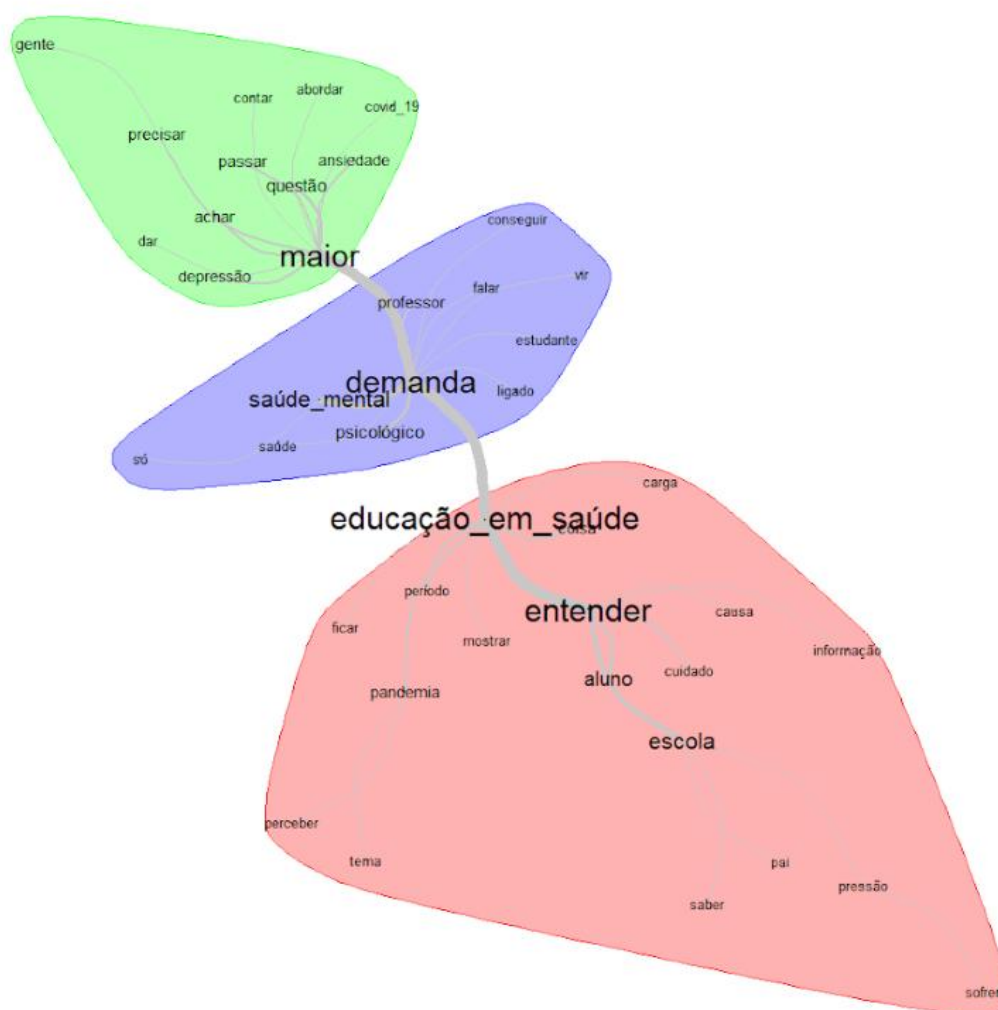 gente
contar
abordar
covid_19
precisar
passar
ansiedade
questão
achar
dar
depressão
maior
conseguir
professor
falar
vir
estudante
demanda
saúde_mental
ligado
psicológico
saúde
só
carga
educação_em_saúde
coisa
período
entender
causa
ficar
mostrar
informação
cuidado
aluno
pandemia
escola
perceber
tema
pai
pressão
saber
sofrer